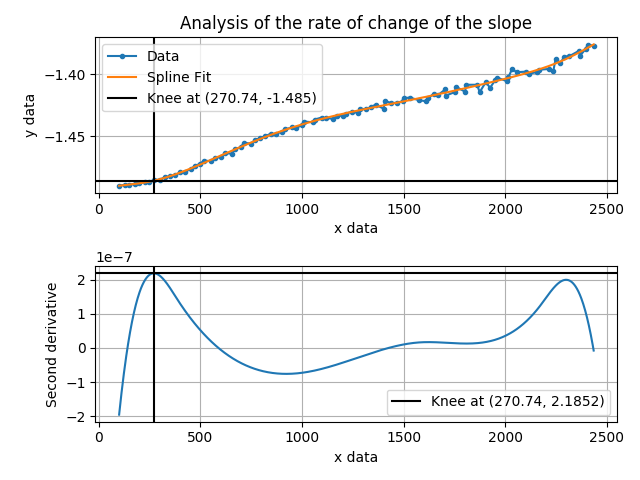 Analysis of the rate of change of the slope
Data
Spline Fit
Knee at (270.74, -1.485)
−1.40
−1.45
y data
0 500 1000 1500 2000 2500
x data
1e−7
2
1
0
−1
−2
Second derivative
Knee at (270.74, 2.1852)
0 500 1000 1500 2000 2500
x data